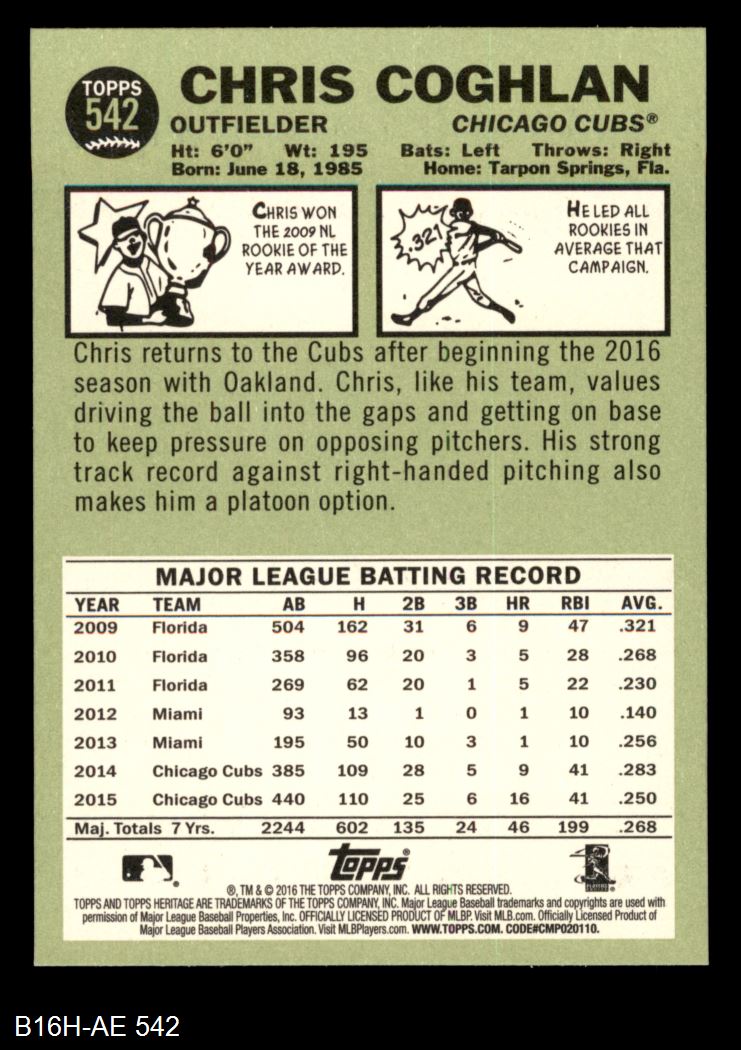 TOPPS
542
CHRIS COGHLAN
OUTFIELDER CHICAGO CUBS®
Ht: 6'0" Wt: 195 Bats: Left Throws: Right
Born: June 18, 1985 Home: Tarpon Springs, Fla.
CHRIS WON
THE 2009 NL
ROOKIE OF THE
YEAR AWARD.
.321
HE LED ALL
ROOKIES IN
AVERAGE THAT
CAMPAIGN.
Chris returns to the Cubs after beginning the 2016
season with Oakland. Chris, like his team, values
driving the ball into the gaps and getting on base
to keep pressure on opposing pitchers. His strong
track record against right-handed pitching also
makes him a platoon option.
MAJOR LEAGUE BATTING RECORD
YEAR TEAM AB H 2B 3B HR RBI AVG.
2009 Florida 504 162 31 6 9 47 .321
2010 Florida 358 96 20 3 5 28 .268
2011 Florida 269 62 20 1 5 22 .230
2012 Miami 93 13 1 0 1 10 .140
2013 Miami 195 50 10 3 1 10 .256
2014 Chicago Cubs 385 109 28 5 9 41 .283
2015 Chicago Cubs 440 110 25 6 16 41 .250
Maj. Totals 7 Yrs. 2244 602 135 24 46 199 .268
Topps®
®, TM & © 2016 THE TOPPS COMPANY, INC. ALL RIGHTS RESERVED.
TOPPS AND TOPPS HERITAGE ARE TRADEMARKS OF THE TOPPS COMPANY, INC. Major League Baseball trademarks and copyrights are used with
permission of Major League Baseball Properties, Inc. OFFICIALLY LICENSED PRODUCT OF MLBP. Visit MLB.com. Officially Licensed Product of
Major League Baseball Players Association. Visit MLBPlayers.com. WWW.TOPPS.COM. CODE#CMP020110.
B16H-AE 542